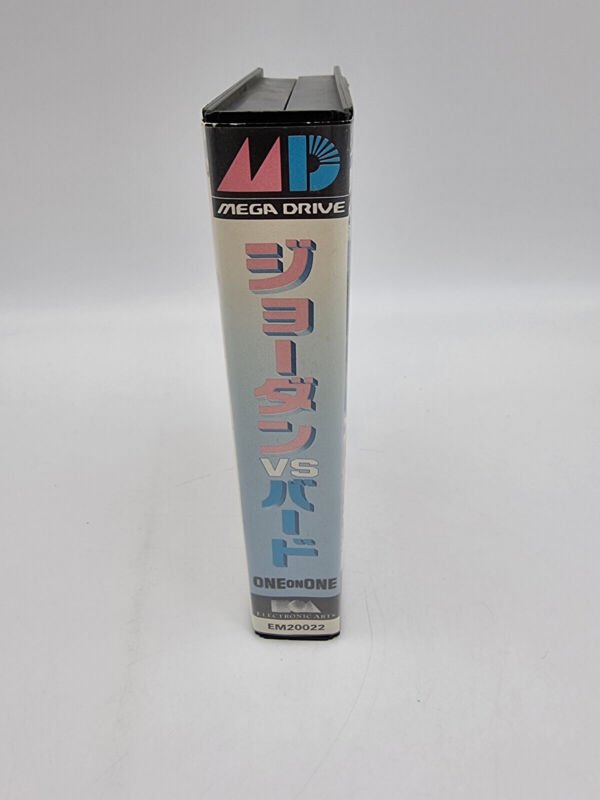 MD
MEGA DRIVE
ジョーダン
VS
バード
ONE ON ONE
ELECTRONIC ARTS
EM20022